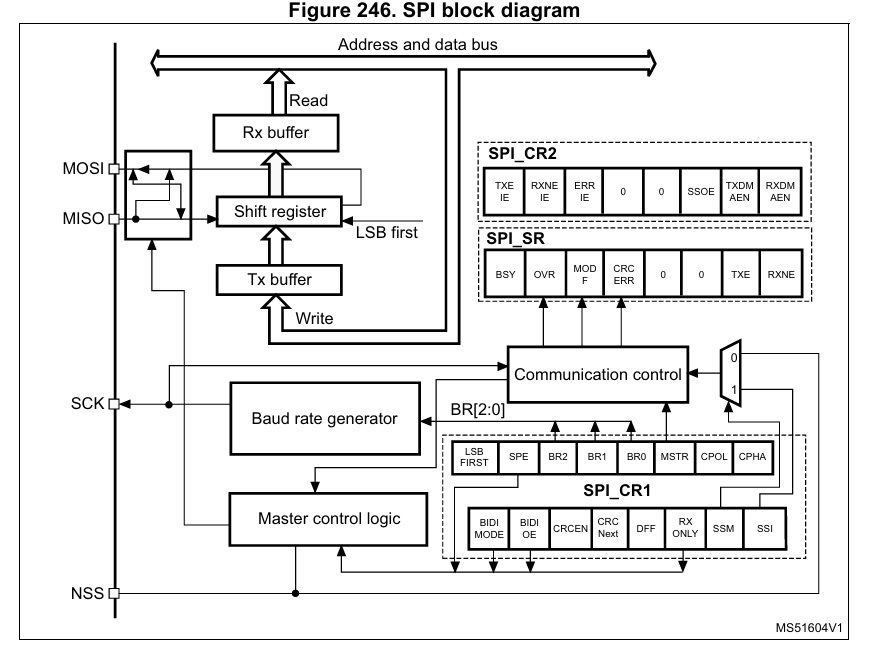 Figure 246. SPI block diagram
Address and data bus
Read
Rx buffer
MOSI
MISO
Shift register
LSB first
Tx buffer
Write
SPI_CR2
TXE
IE
RXNE
IE
ERR
IE
0
0
SSOE
TXDM
AEN
RXDM
AEN
SPI_SR
BSY
OVR
MOD
F
CRC
ERR
0
0
TXE
RXNE
Communication control
0
1
SCK
Baud rate generator
BR[2:0]
LSB
FIRST
SPE
BR2
BR1
BR0
MSTR
CPOL
CPHA
SPI_CR1
Master control logic
BIDI
MODE
BIDI
OE
CRCEN
CRC
Next
DFF
RX
ONLY
SSM
SSI
NSS
MS51604V1